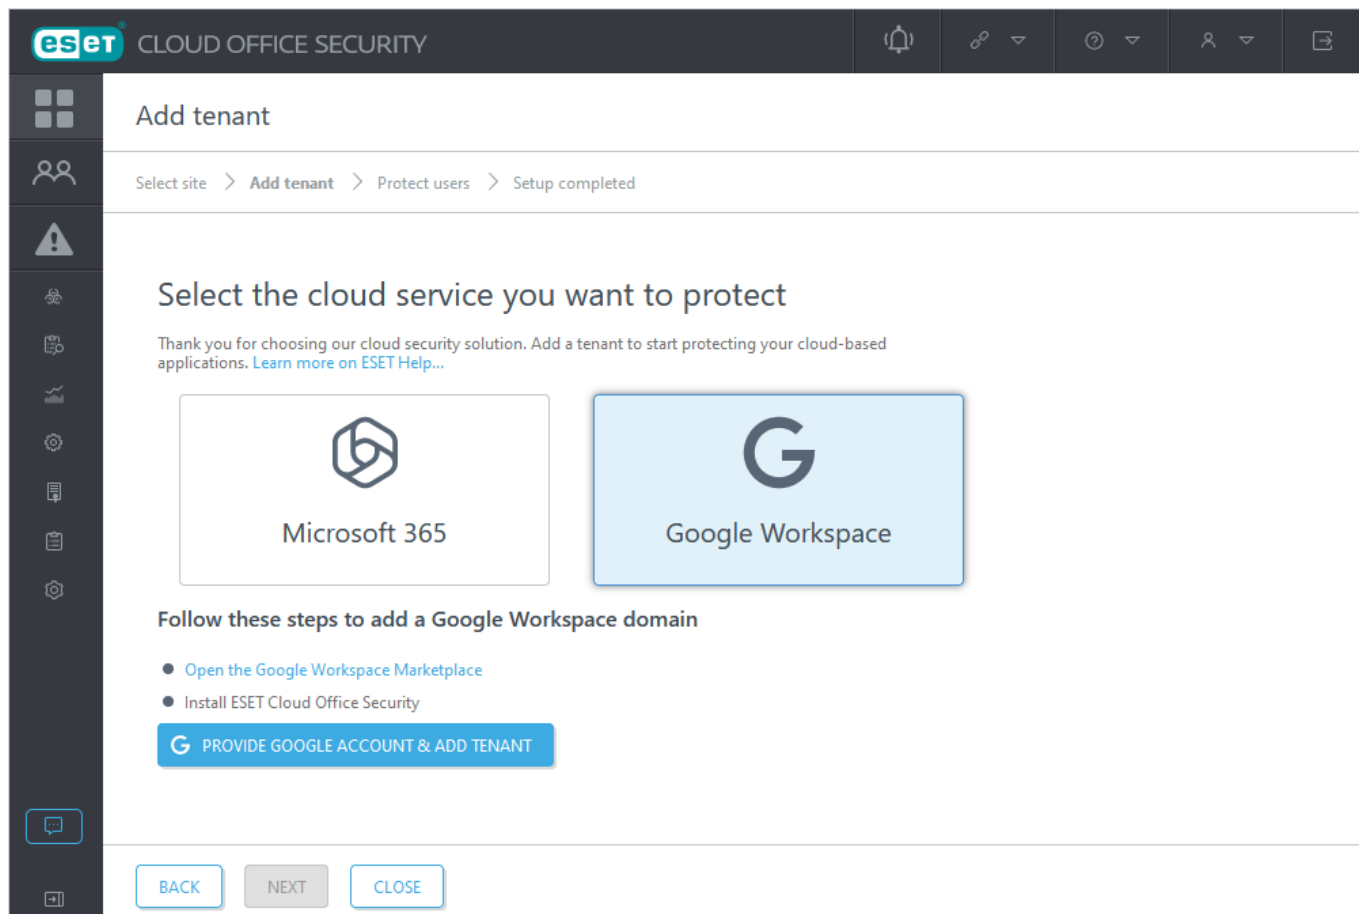 eset CLOUD OFFICE SECURITY
Add tenant
Select site > Add tenant > Protect users > Setup completed
Select the cloud service you want to protect
Thank you for choosing our cloud security solution. Add a tenant to start protecting your cloud-based
applications. Learn more on ESET Help...
Microsoft 365
Google Workspace
Follow these steps to add a Google Workspace domain
Open the Google Workspace Marketplace
Install ESET Cloud Office Security
G PROVIDE GOOGLE ACCOUNT & ADD TENANT
BACK NEXT CLOSE